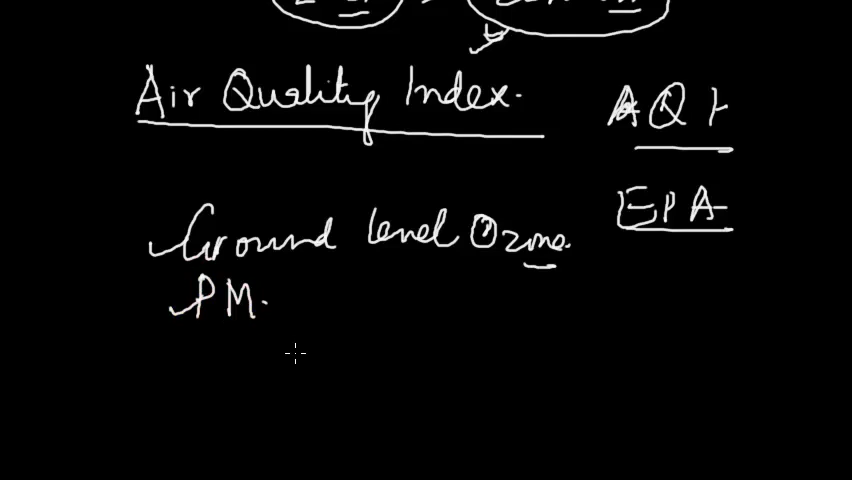 Air Quality Index. AQI
EPA
Ground level Ozone.
PM.